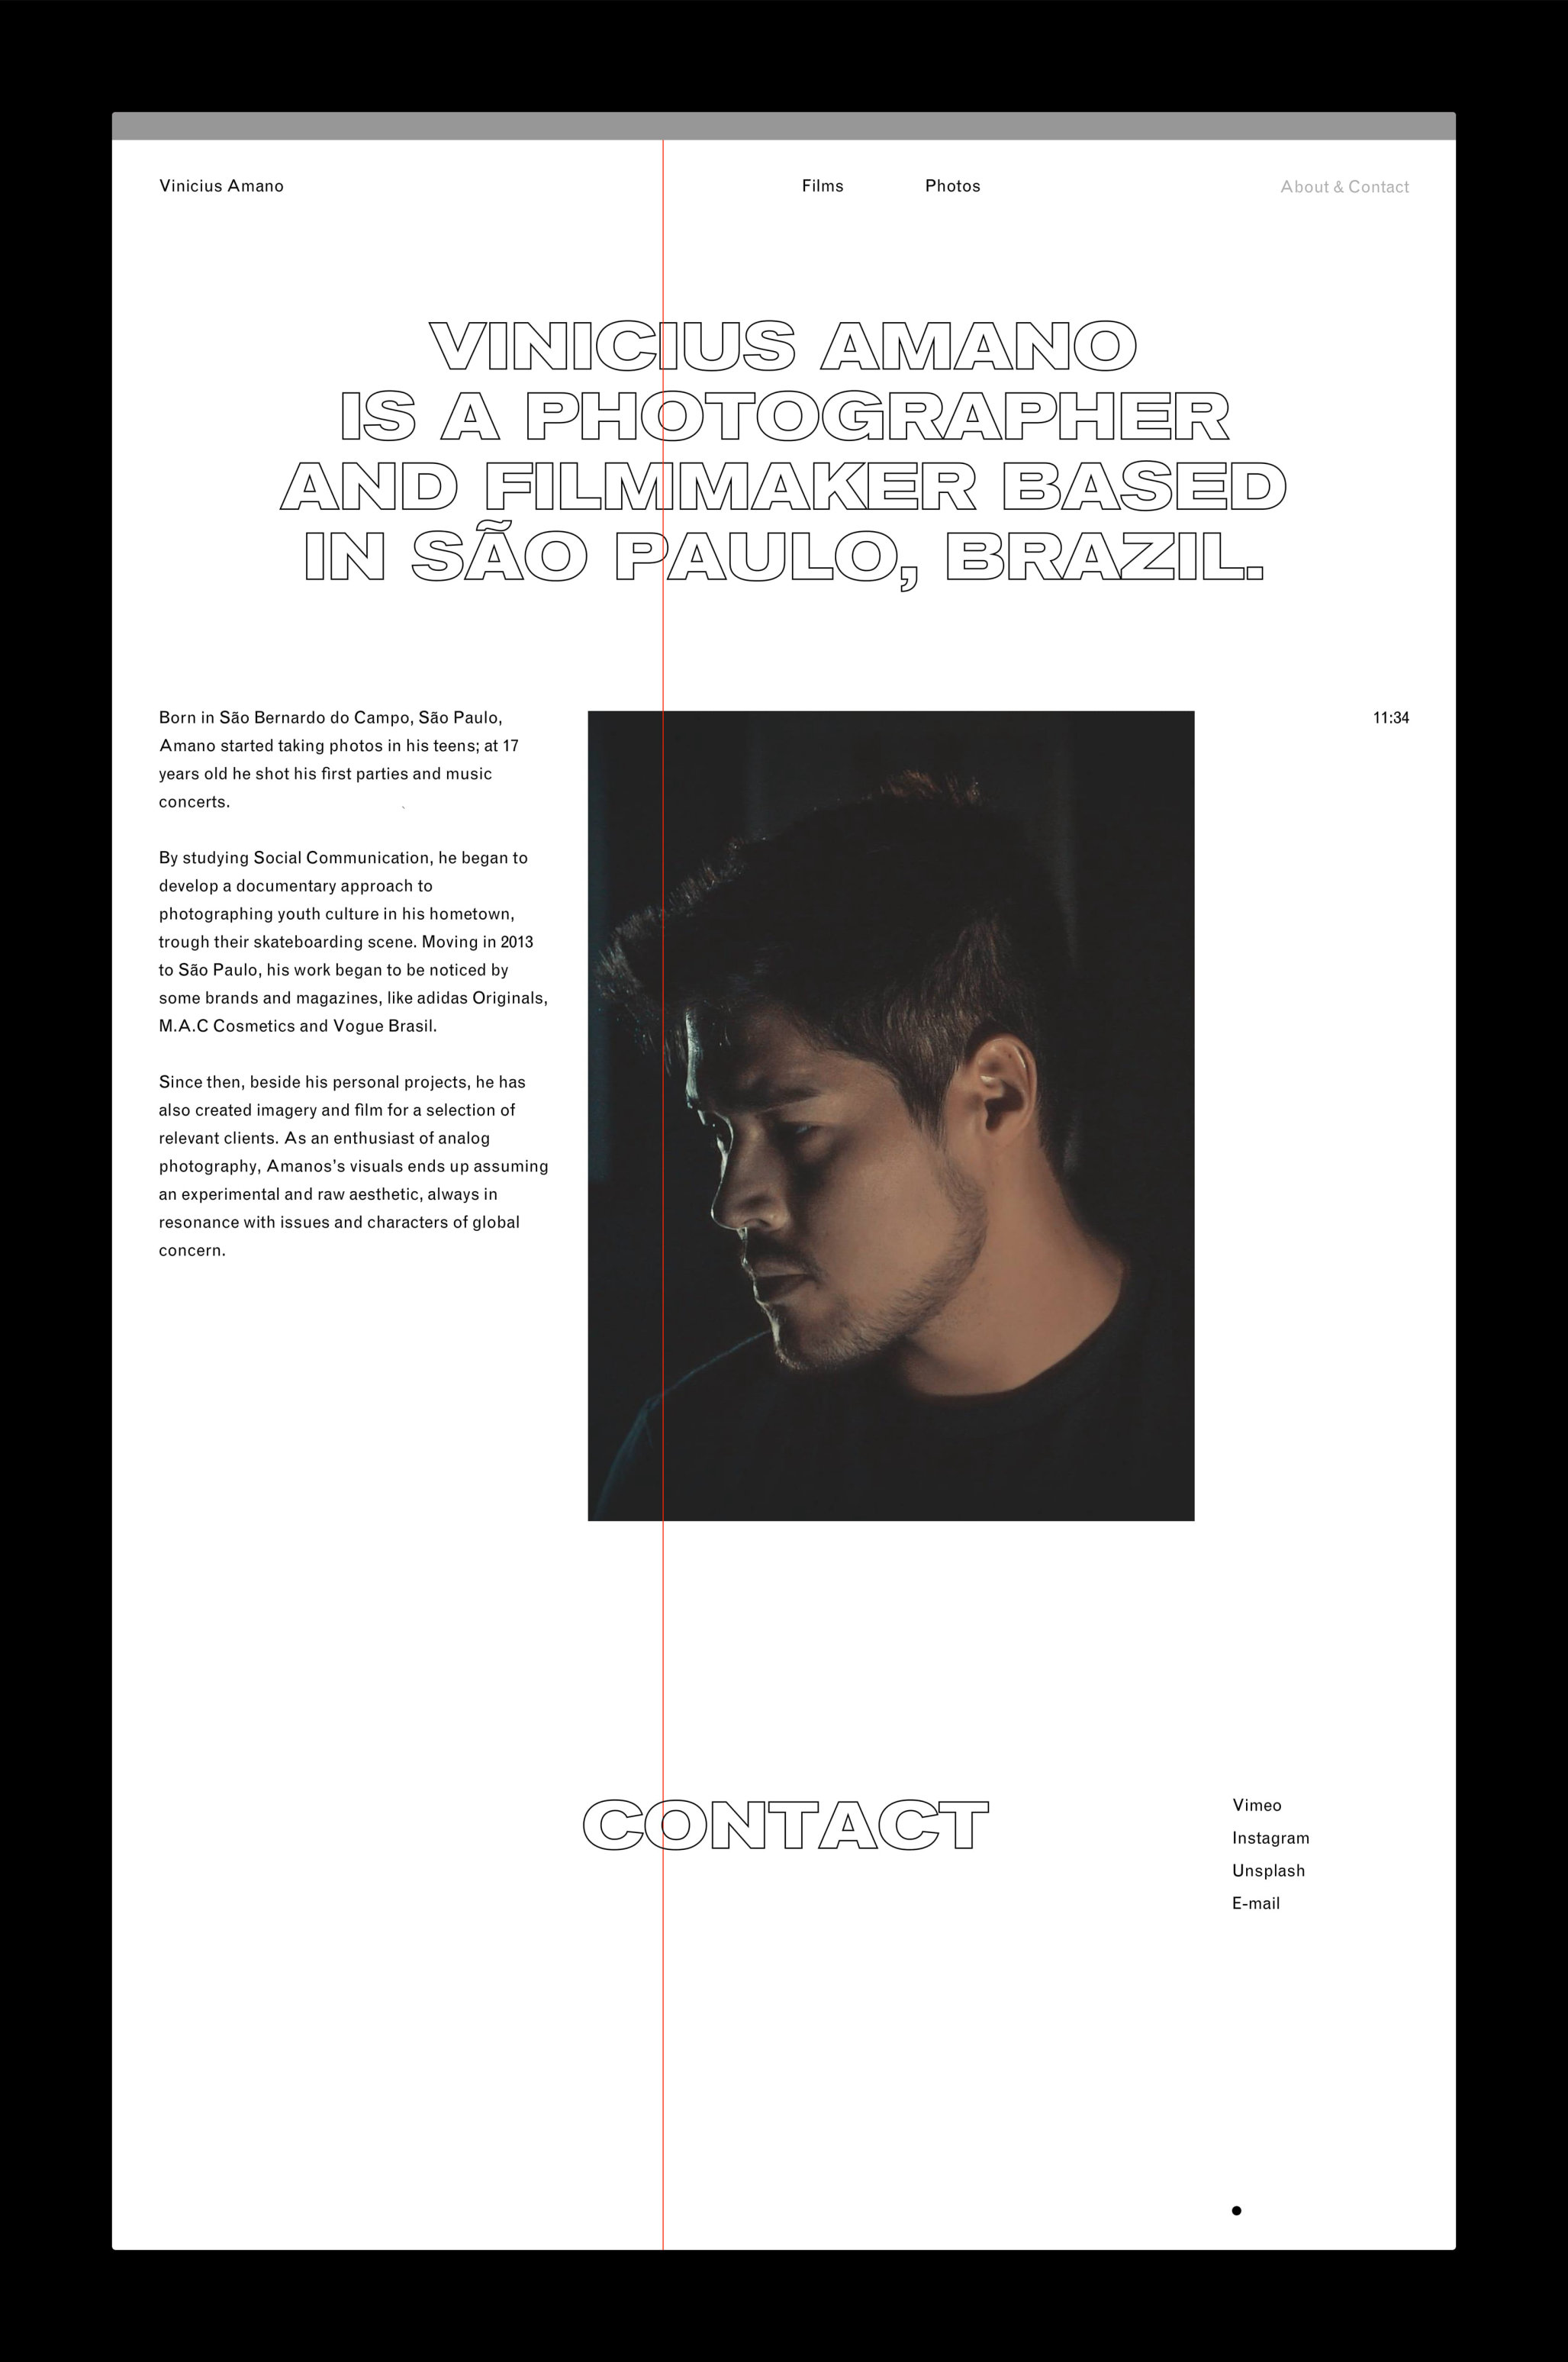 Vinicius Amano
Films
Photos
About & Contact
VINICIUS AMANO
IS A PHOTOGRAPHER
AND FILMMAKER BASED
IN SÃO PAULO, BRAZIL.
Born in São Bernardo do Campo, São Paulo,
Amano started taking photos in his teens; at 17
years old he shot his first parties and music
concerts.
By studying Social Communication, he began to
develop a documentary approach to
photographing youth culture in his hometown,
trough their skateboarding scene. Moving in 2013
to São Paulo, his work began to be noticed by
some brands and magazines, like adidas Originals,
M.A.C Cosmetics and Vogue Brasil.
Since then, beside his personal projects, he has
also created imagery and film for a selection of
relevant clients. As an enthusiast of analog
photography, Amanos’s visuals ends up assuming
an experimental and raw aesthetic, always in
resonance with issues and characters of global
concern.
11:34
CONTACT
Vimeo
Instagram
Unsplash
E-mail